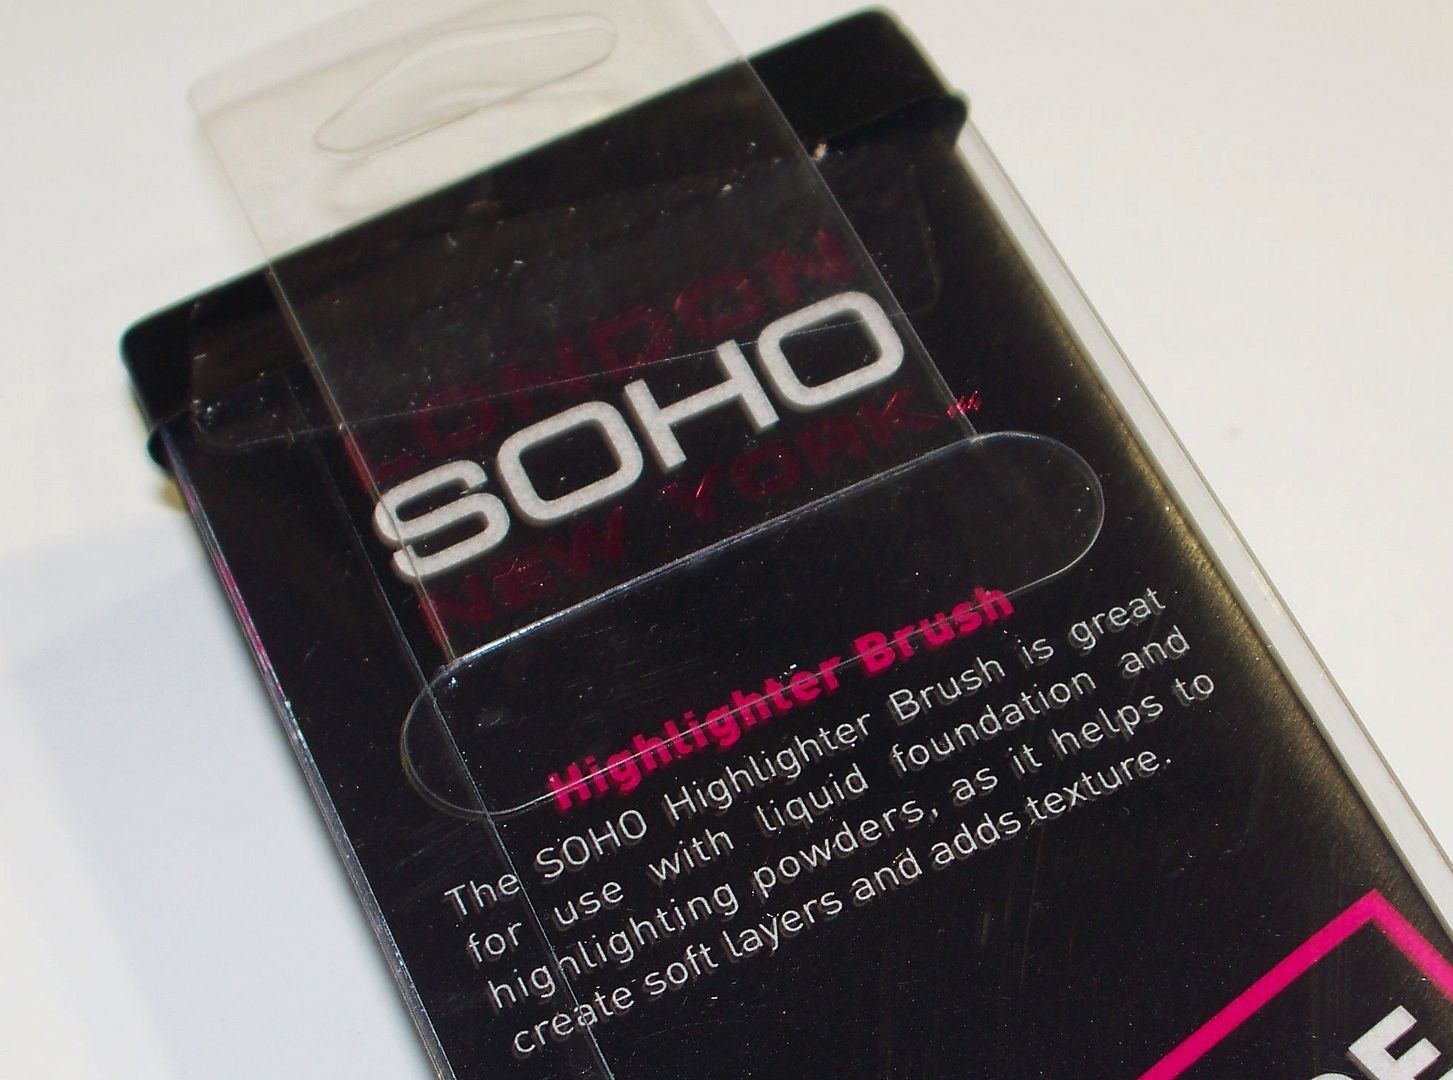 LONDON
SOHO
NEW YORK
Highlighter Brush
The SOHO Highlighter Brush is great
for use with liquid foundation and
highlighting powders, as it helps to
create soft layers and adds texture.